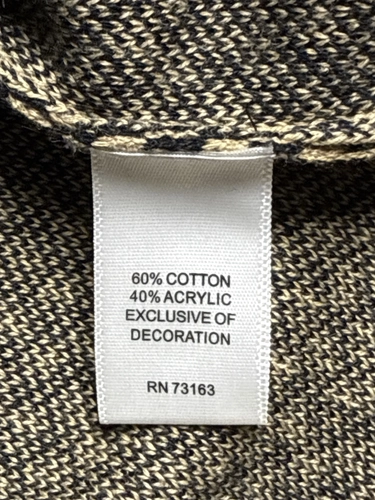 60% COTTON
40% ACRYLIC
EXCLUSIVE OF
DECORATION
RN 73163